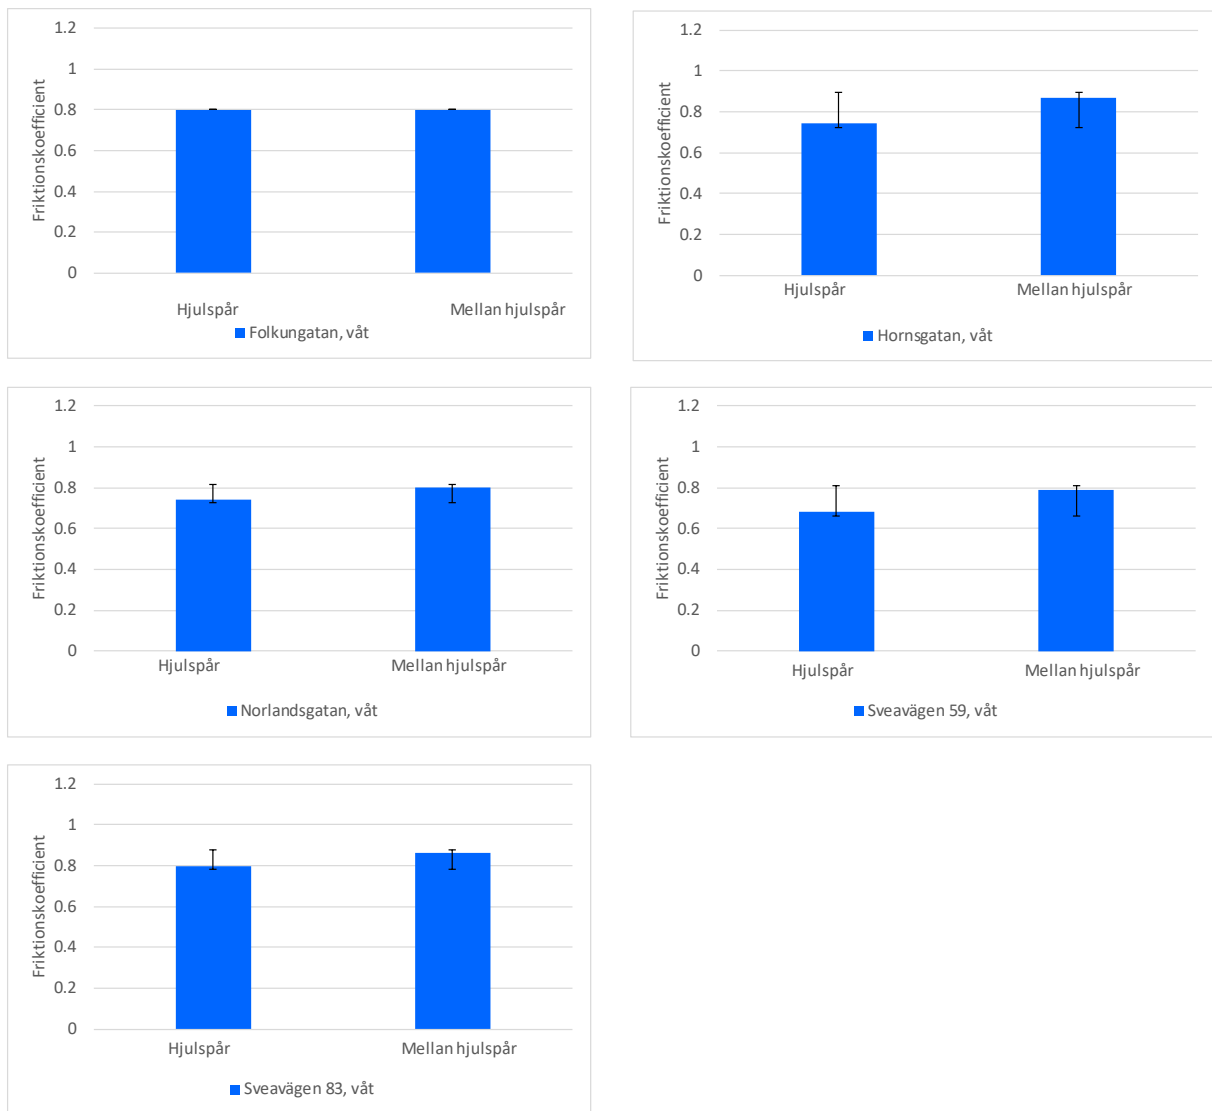 Friktionskoefficient
1.2
1
0.8
0.6
0.4
0.2
0
Hjulspår Mellan hjulspår
Folkungatan, våt
Friktionskoefficient
1.2
1
0.8
0.6
0.4
0.2
0
Hjulspår Mellan hjulspår
Hornsgatan, våt
Friktionskoefficient
1.2
1
0.8
0.6
0.4
0.2
0
Hjulspår Mellan hjulspår
Norlandsgatan, våt
Friktionskoefficient
1.2
1
0.8
0.6
0.4
0.2
0
Hjulspår Mellan hjulspår
Sveavägen 59, våt
Friktionskoefficient
1.2
1
0.8
0.6
0.4
0.2
0
Hjulspår Mellan hjulspår
Sveavägen 83, våt